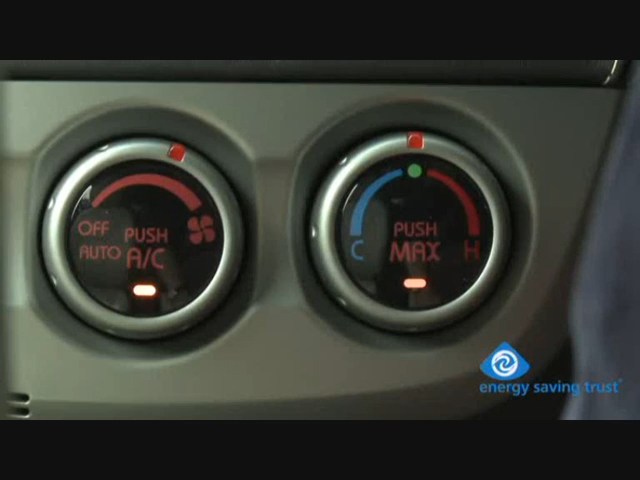 OFF
AUTO
PUSH
A/C
PUSH
MAX
C
H
energy saving trust